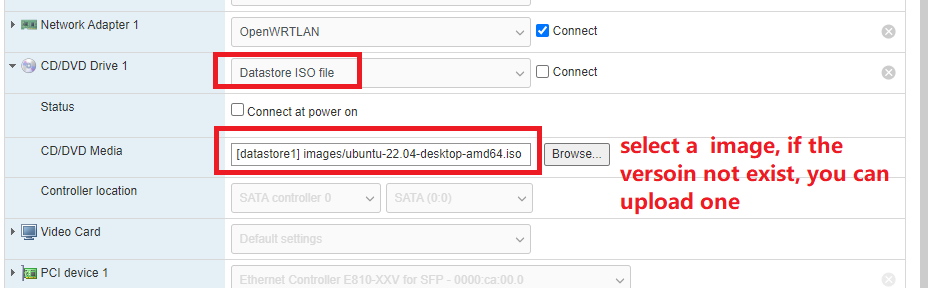 Network Adapter 1
OpenWRTLAN
Connect
CD/DVD Drive 1
Datastore ISO file
Connect
Status
Connect at power on
CD/DVD Media
[datastore1] images/ubuntu-22.04-desktop-amd64.iso
Browse...
select a image, if the
versoin not exist, you can
upload one
Controller location
SATA controller 0
SATA (0:0)
Video Card
Default settings
PCI device 1
Ethernet Controller E810-XXV for SFP - 0000:ca:00.0